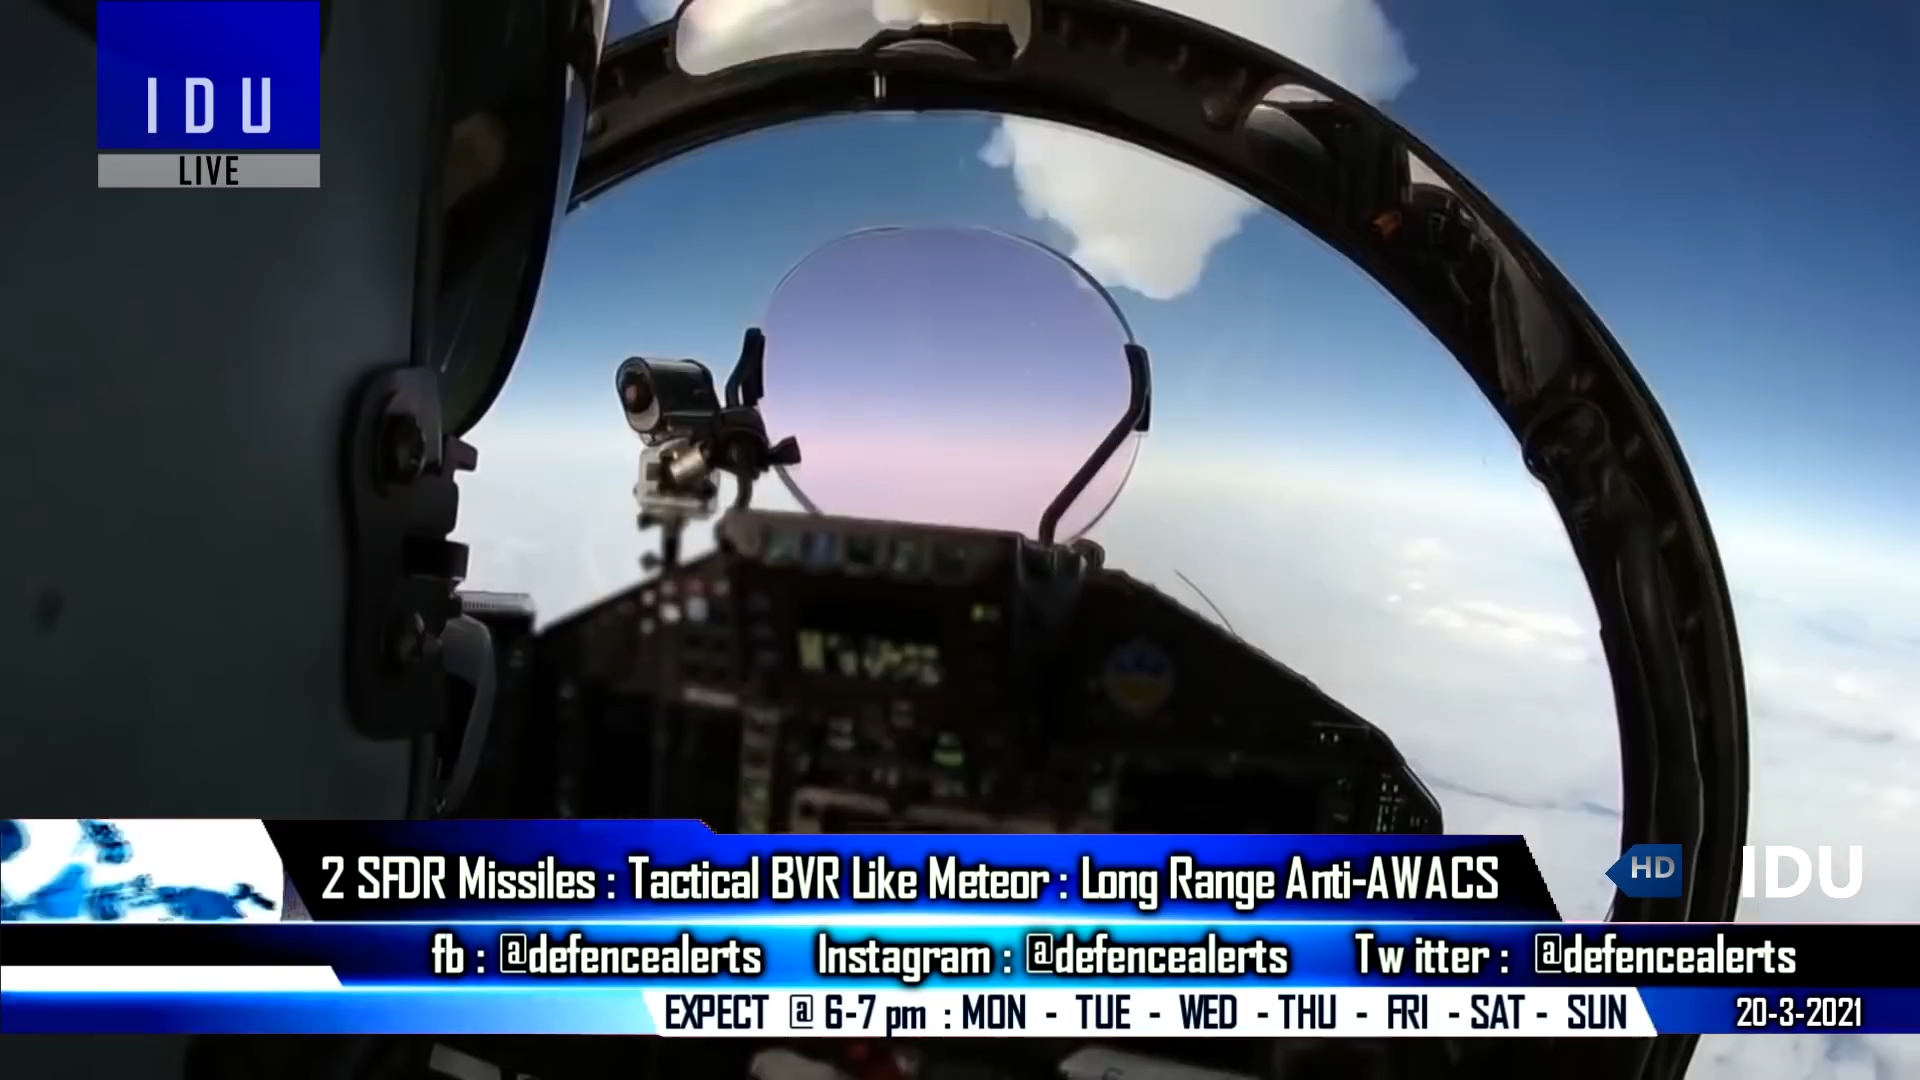 IDU
LIVE
2 SFDR Missiles : Tactical BVR Like Meteor : Long Range Anti-AWACS
HD IDU
fb : @defencealerts Instagram : @defencealerts Tw itter : @defencealerts
EXPECT @ 6-7 pm : MON - TUE - WED - THU - FRI - SAT - SUN 20-3-2021